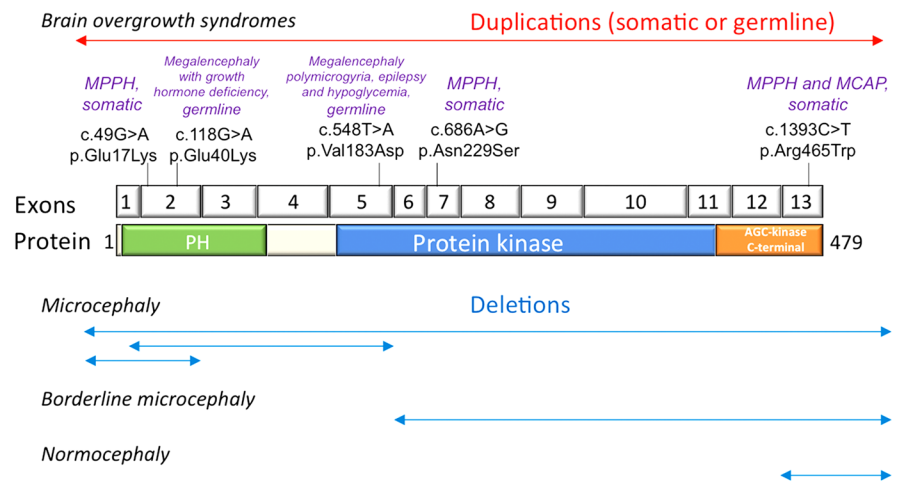 Brain overgrowth syndromes
Duplications (somatic or germline)
MPPH,
somatic
c.49G>A
p.Glu17Lys
Megalencephaly
with growth
hormone deficiency,
germline
c.118G>A
p.Glu40Lys
Megalencephaly
polymicrogyria, epilepsy
and hypoglycemia,
germline
c.548T>A
p.Val183Asp
MPPH,
somatic
c.686A>G
p.Asn229Ser
MPPH and MCAP,
somatic
c.1393C>T
p.Arg465Trp
Exons 1 2 3 4 5 6 7 8 9 10 11 12 13
Protein 1 PH Protein kinase AGC-kinase
C-terminal
479
Microcephaly
Deletions
Borderline microcephaly
Normocephaly